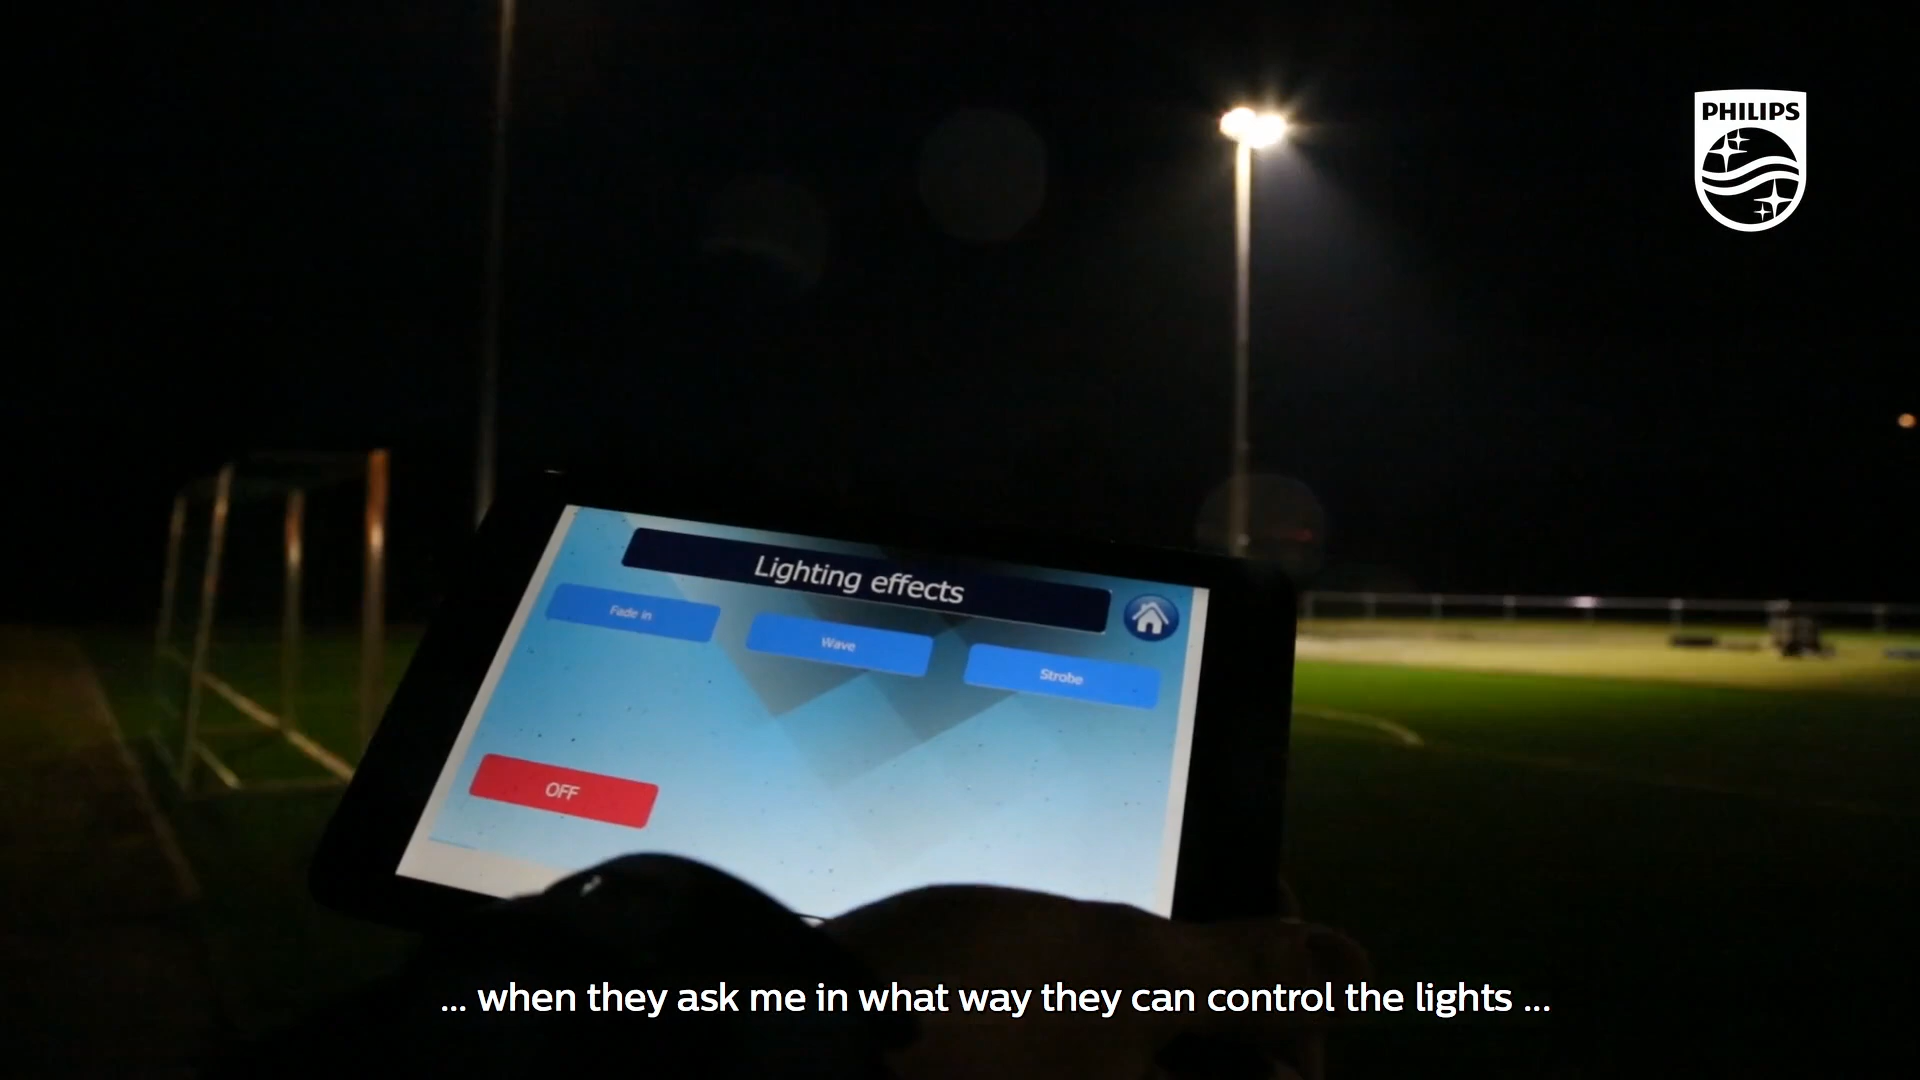 PHILIPS
Lighting effects
Fade in
Wave
Strobe
OFF
... when they ask me in what way they can control the lights ...